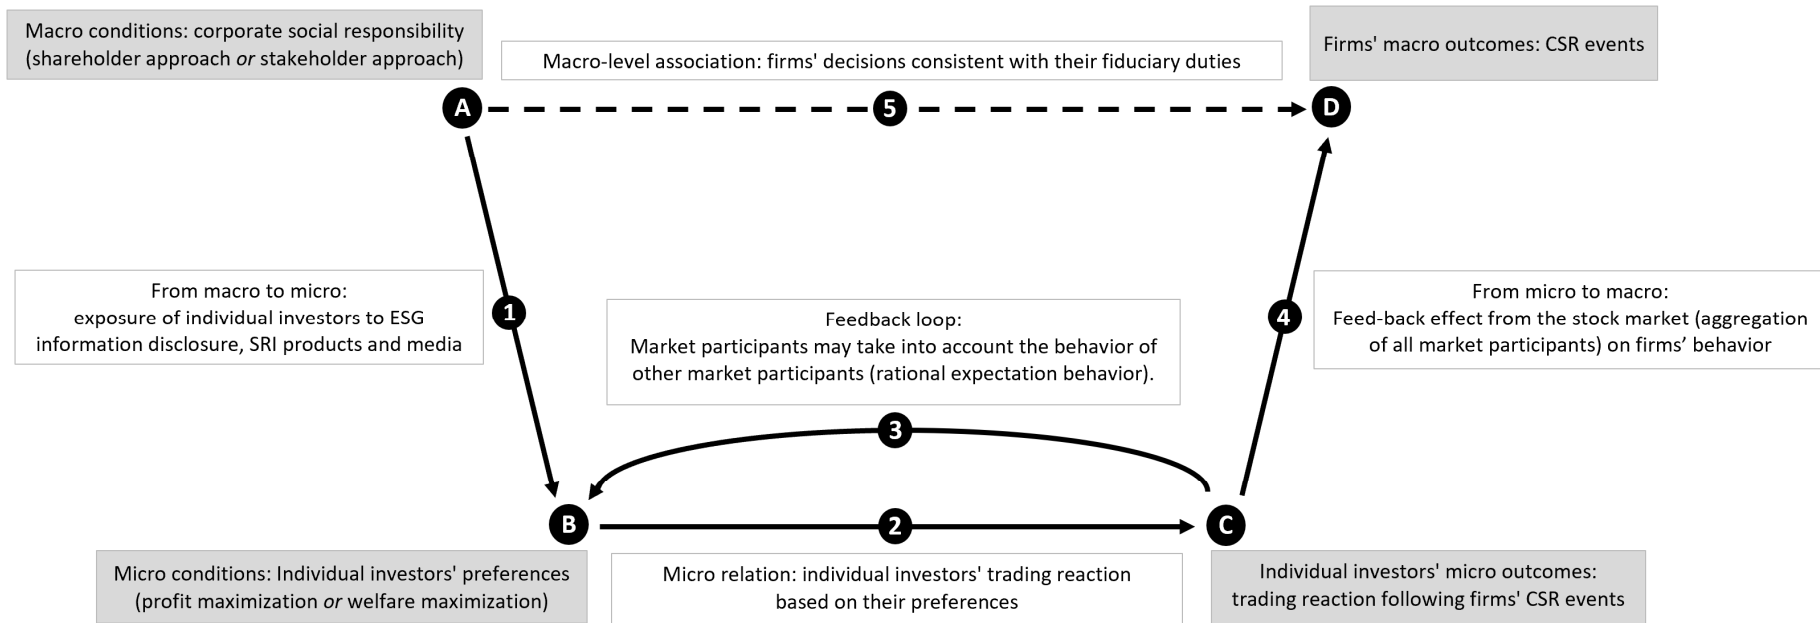 Macro conditions: corporate social responsibility
(shareholder approach or stakeholder approach)
Macro-level association: firms' decisions consistent with their fiduciary duties
Firms' macro outcomes: CSR events
A
5
D
From macro to micro:
exposure of individual investors to ESG
information disclosure, SRI products and media
1
Feedback loop:
Market participants may take into account the behavior of
other market participants (rational expectation behavior).
4
From micro to macro:
Feed-back effect from the stock market (aggregation
of all market participants) on firms’ behavior
3
B
2
C
Micro conditions: Individual investors' preferences
(profit maximization or welfare maximization)
Micro relation: individual investors' trading reaction
based on their preferences
Individual investors' micro outcomes:
trading reaction following firms' CSR events